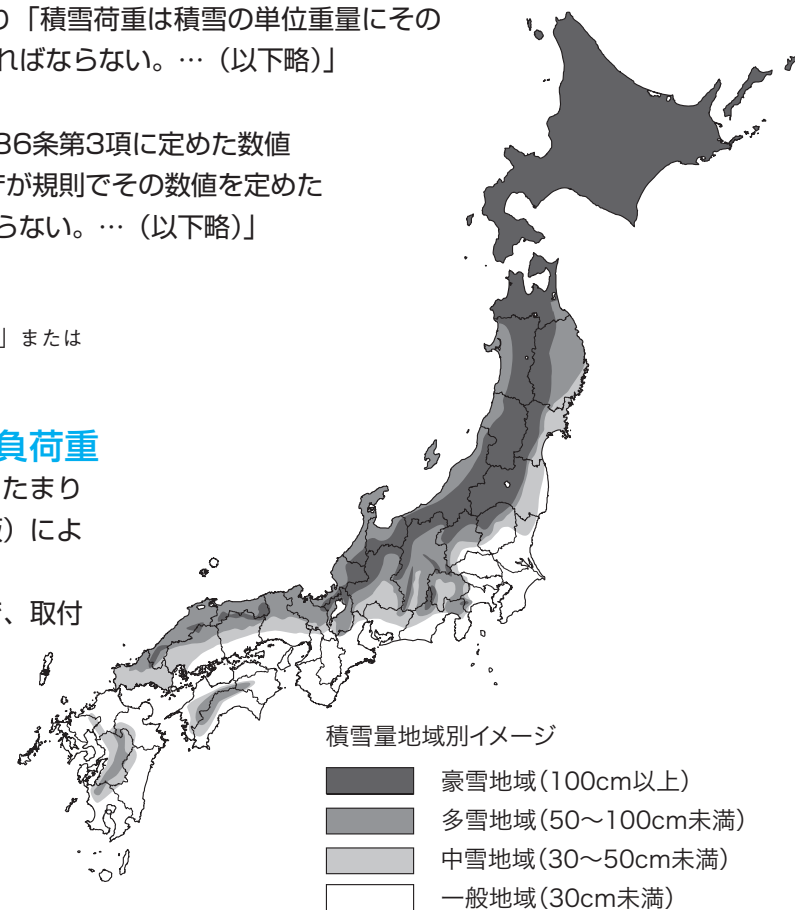 」「積雪荷重は積雪の単位重量にその
ればならない。…（以下略）」
36条第3項に定めた数値
が規則でその数値を定めた
らない。…（以下略）」
」または
負荷重
たまり
）によ
、取付
積雪量地域別イメージ
豪雪地域（100cm以上）
多雪地域（50〜100cm未満）
中雪地域（30〜50cm未満）
一般地域（30cm未満）